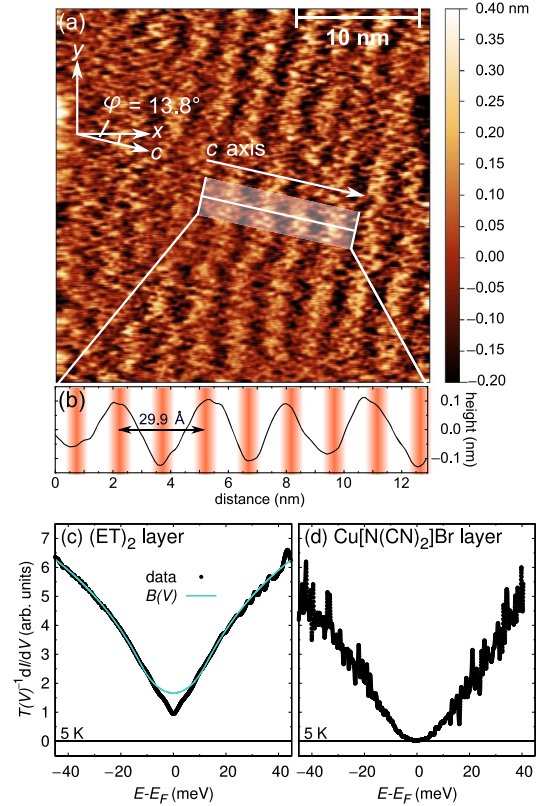 (a)
10 nm
y
φ = 13.8°
x
c
c axis
0.40 nm
0.30
0.25
0.20
0.15
0.10
0.05
0.00
−0.05
−0.10
−0.20
(b)
29.9 Å
0.1
0.0
−0.1
height (nm)
0 2 4 6 8 10 12
distance (nm)
(c) (ET)2 layer
data
B(V)
7
6
5
4
3
2
1
0
T(V)−1dI/dV (arb. units)
5 K
−40 −20 0 20 40
E-EF (meV)
(d) Cu[N(CN)2]Br layer
5 K
−40 −20 0 20 40
E-EF (meV)